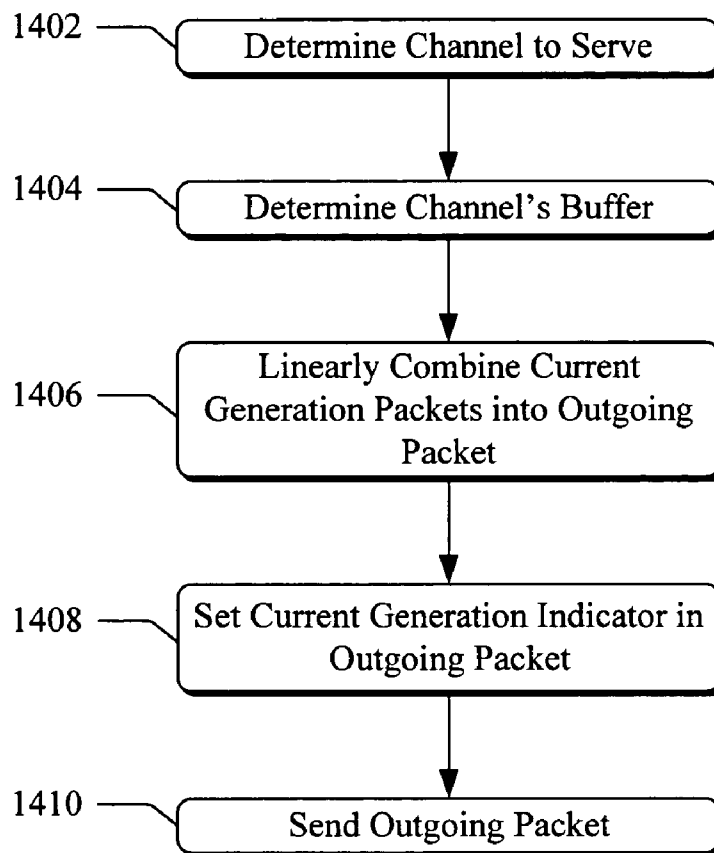 1402
Determine Channel to Serve
1404
Determine Channel's Buffer
1406
Linearly Combine Current
Generation Packets into Outgoing
Packet
1408
Set Current Generation Indicator in
Outgoing Packet
1410
Send Outgoing Packet